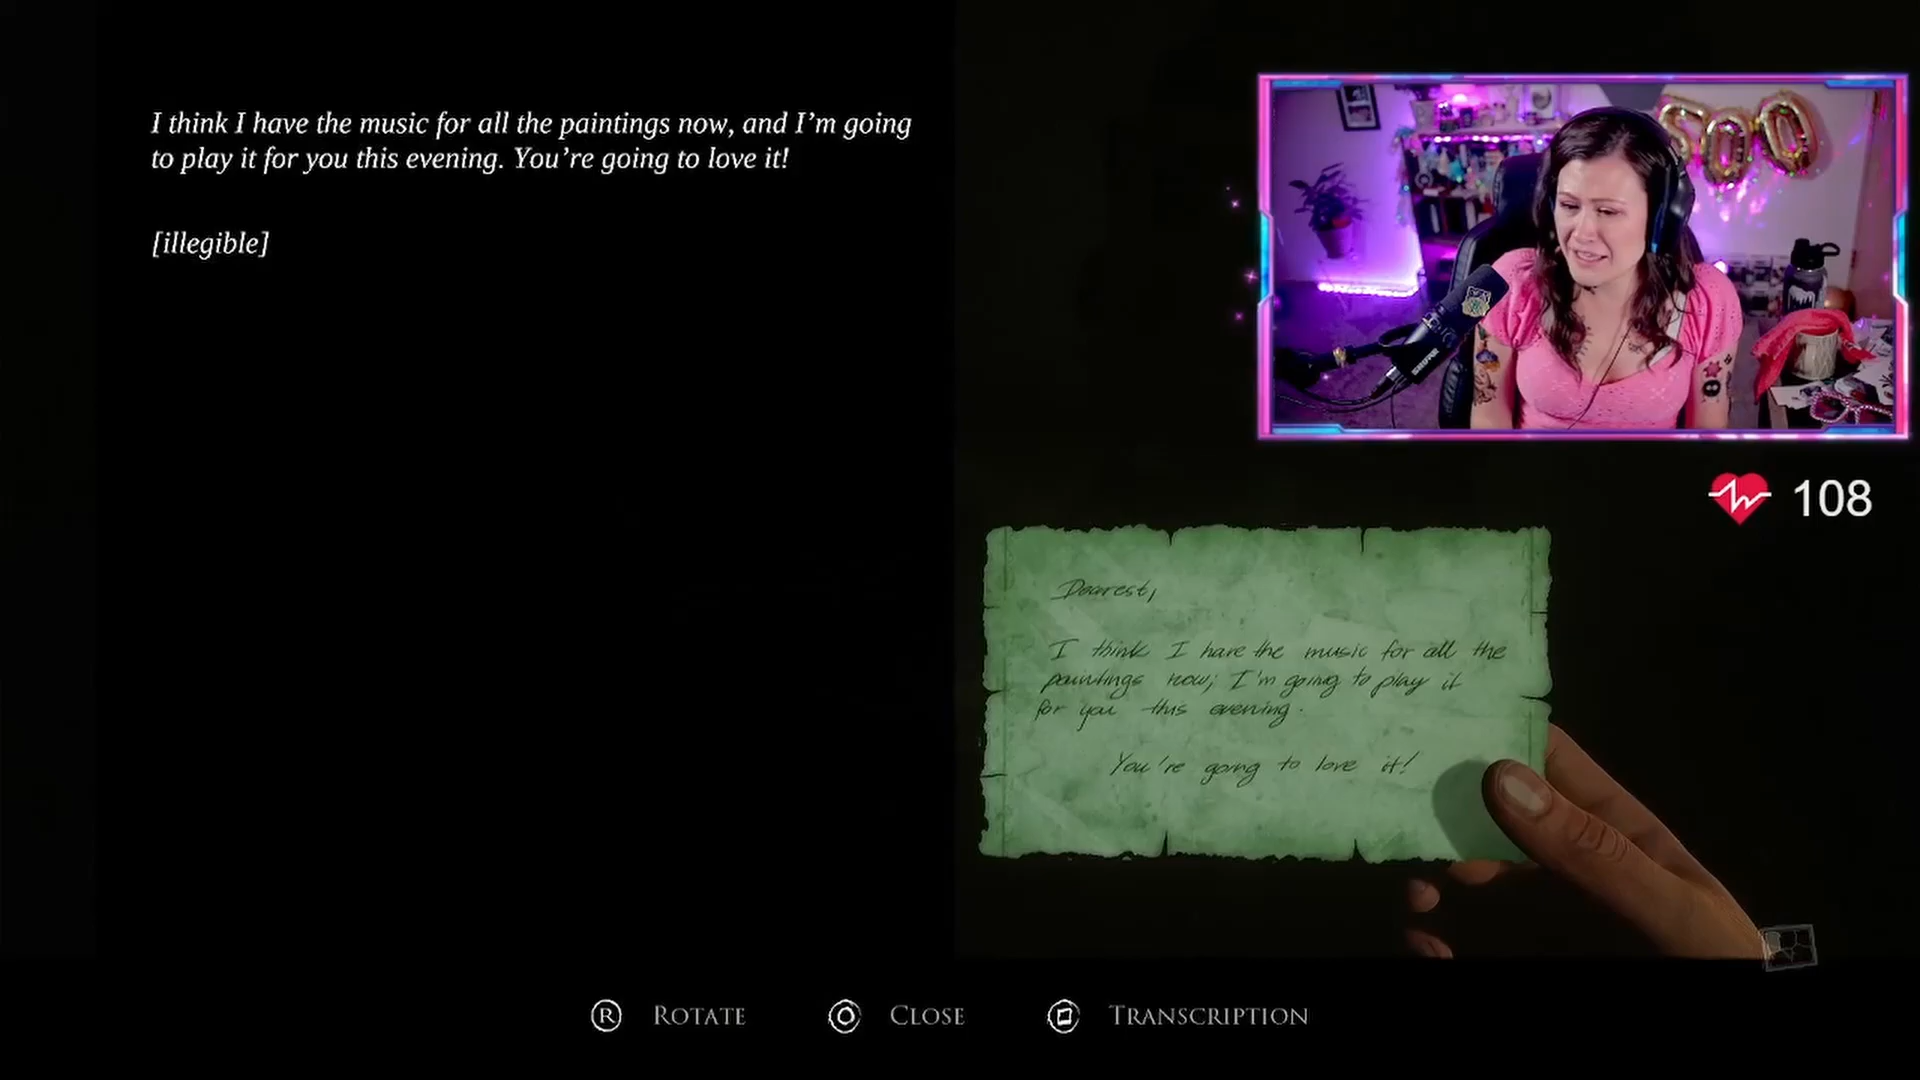 I think I have the music for all the paintings now, and I'm going
to play it for you this evening. You're going to love it!
[illegible]
500
SHURE
108
Dearest,
I think I have the music for all the
paintings now; I'm going to play it
for you this evening.
You're going to love it!
R ROTATE
CLOSE
TRANSCRIPTION